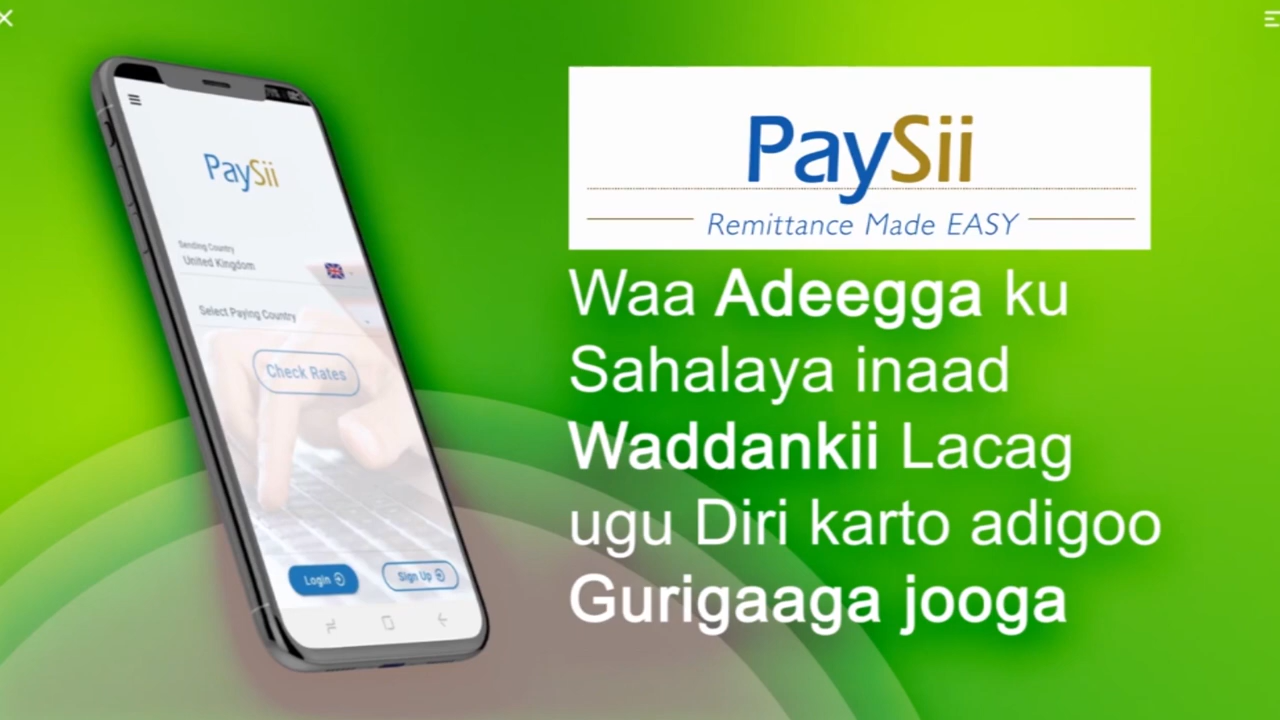 PaySii
Sending Country
United Kingdom
Select Paying Country
Check Rates
Login
Sign Up
PaySii
Remittance Made EASY
Waa Adeegga ku
Sahalaya inaad
Waddankii Lacag
ugu Diri karto adigoo
Gurigaaga jooga